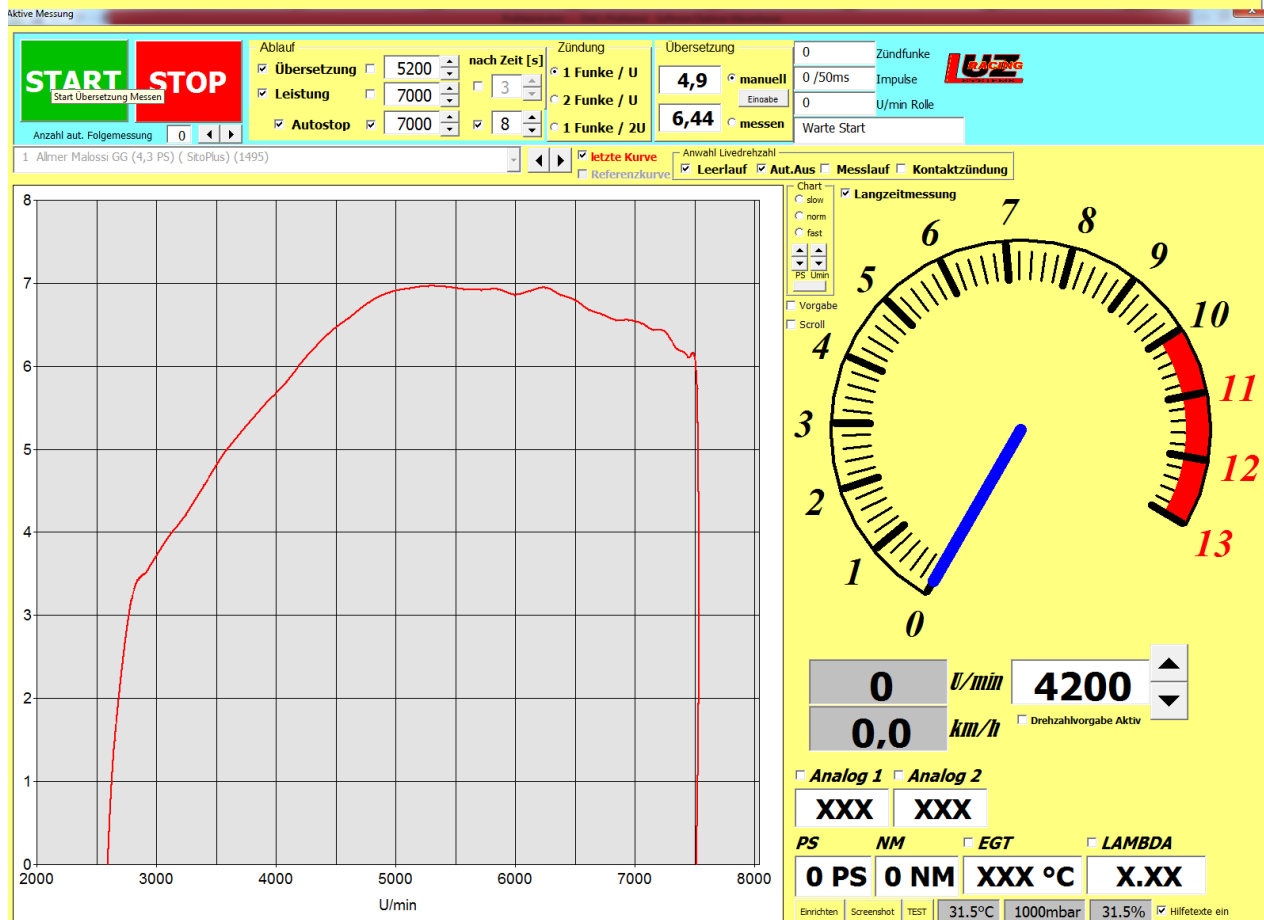 Aktive Messung
x
START
STOP
Start Übersetzung Messen
Anzahl aut. Folgemessung 0
Ablauf
nach Zeit [s]
Übersetzung 5200
3
Leistung 7000
Autostop 7000 8
Zündung
1 Funke / U
2 Funke / U
1 Funke / 2U
Übersetzung
4,9 manuell
Eingabe
6,44 messen
0 Zündfunke
0 /50ms Impulse
0 U/min Rolle
Warte Start
LUZ
RACING
SYSTEMS
1 Almer Malossi GG (4,3 PS) ( SitoPlus) (1495)
letzte Kurve
Referenzkurve
Anwahl Livedrehzahl
Leerlauf Aut.Aus Messlauf Kontaktzündung
Chart
slow
norm
fast
PS Umin
Langzeitmessung
Vorgabe
Scroll
8
7
6
5
4
3
2
1
0
2000 3000 4000 5000 6000 7000 8000
U/min
0
1
2
3
4
5
6
7
8
9
10
11
12
13
0 U/min 4200
0,0 km/h Drehzahlvorgabe Aktiv
Analog 1 Analog 2
XXX XXX
PS NM EGT LAMBDA
0 PS 0 NM XXX °C X.XX
Einrichten Screenshot TEST 31.5°C 1000mbar 31.5% Hilfetexte ein